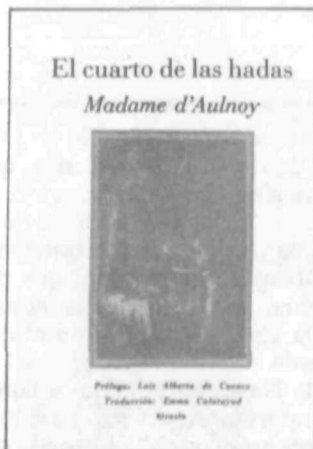 El cuarto de las hadas
Madame d'Aulnoy
Prólogo: Luis Alberto de Cuenca
Traducción: Emma Calatayud
Siruela